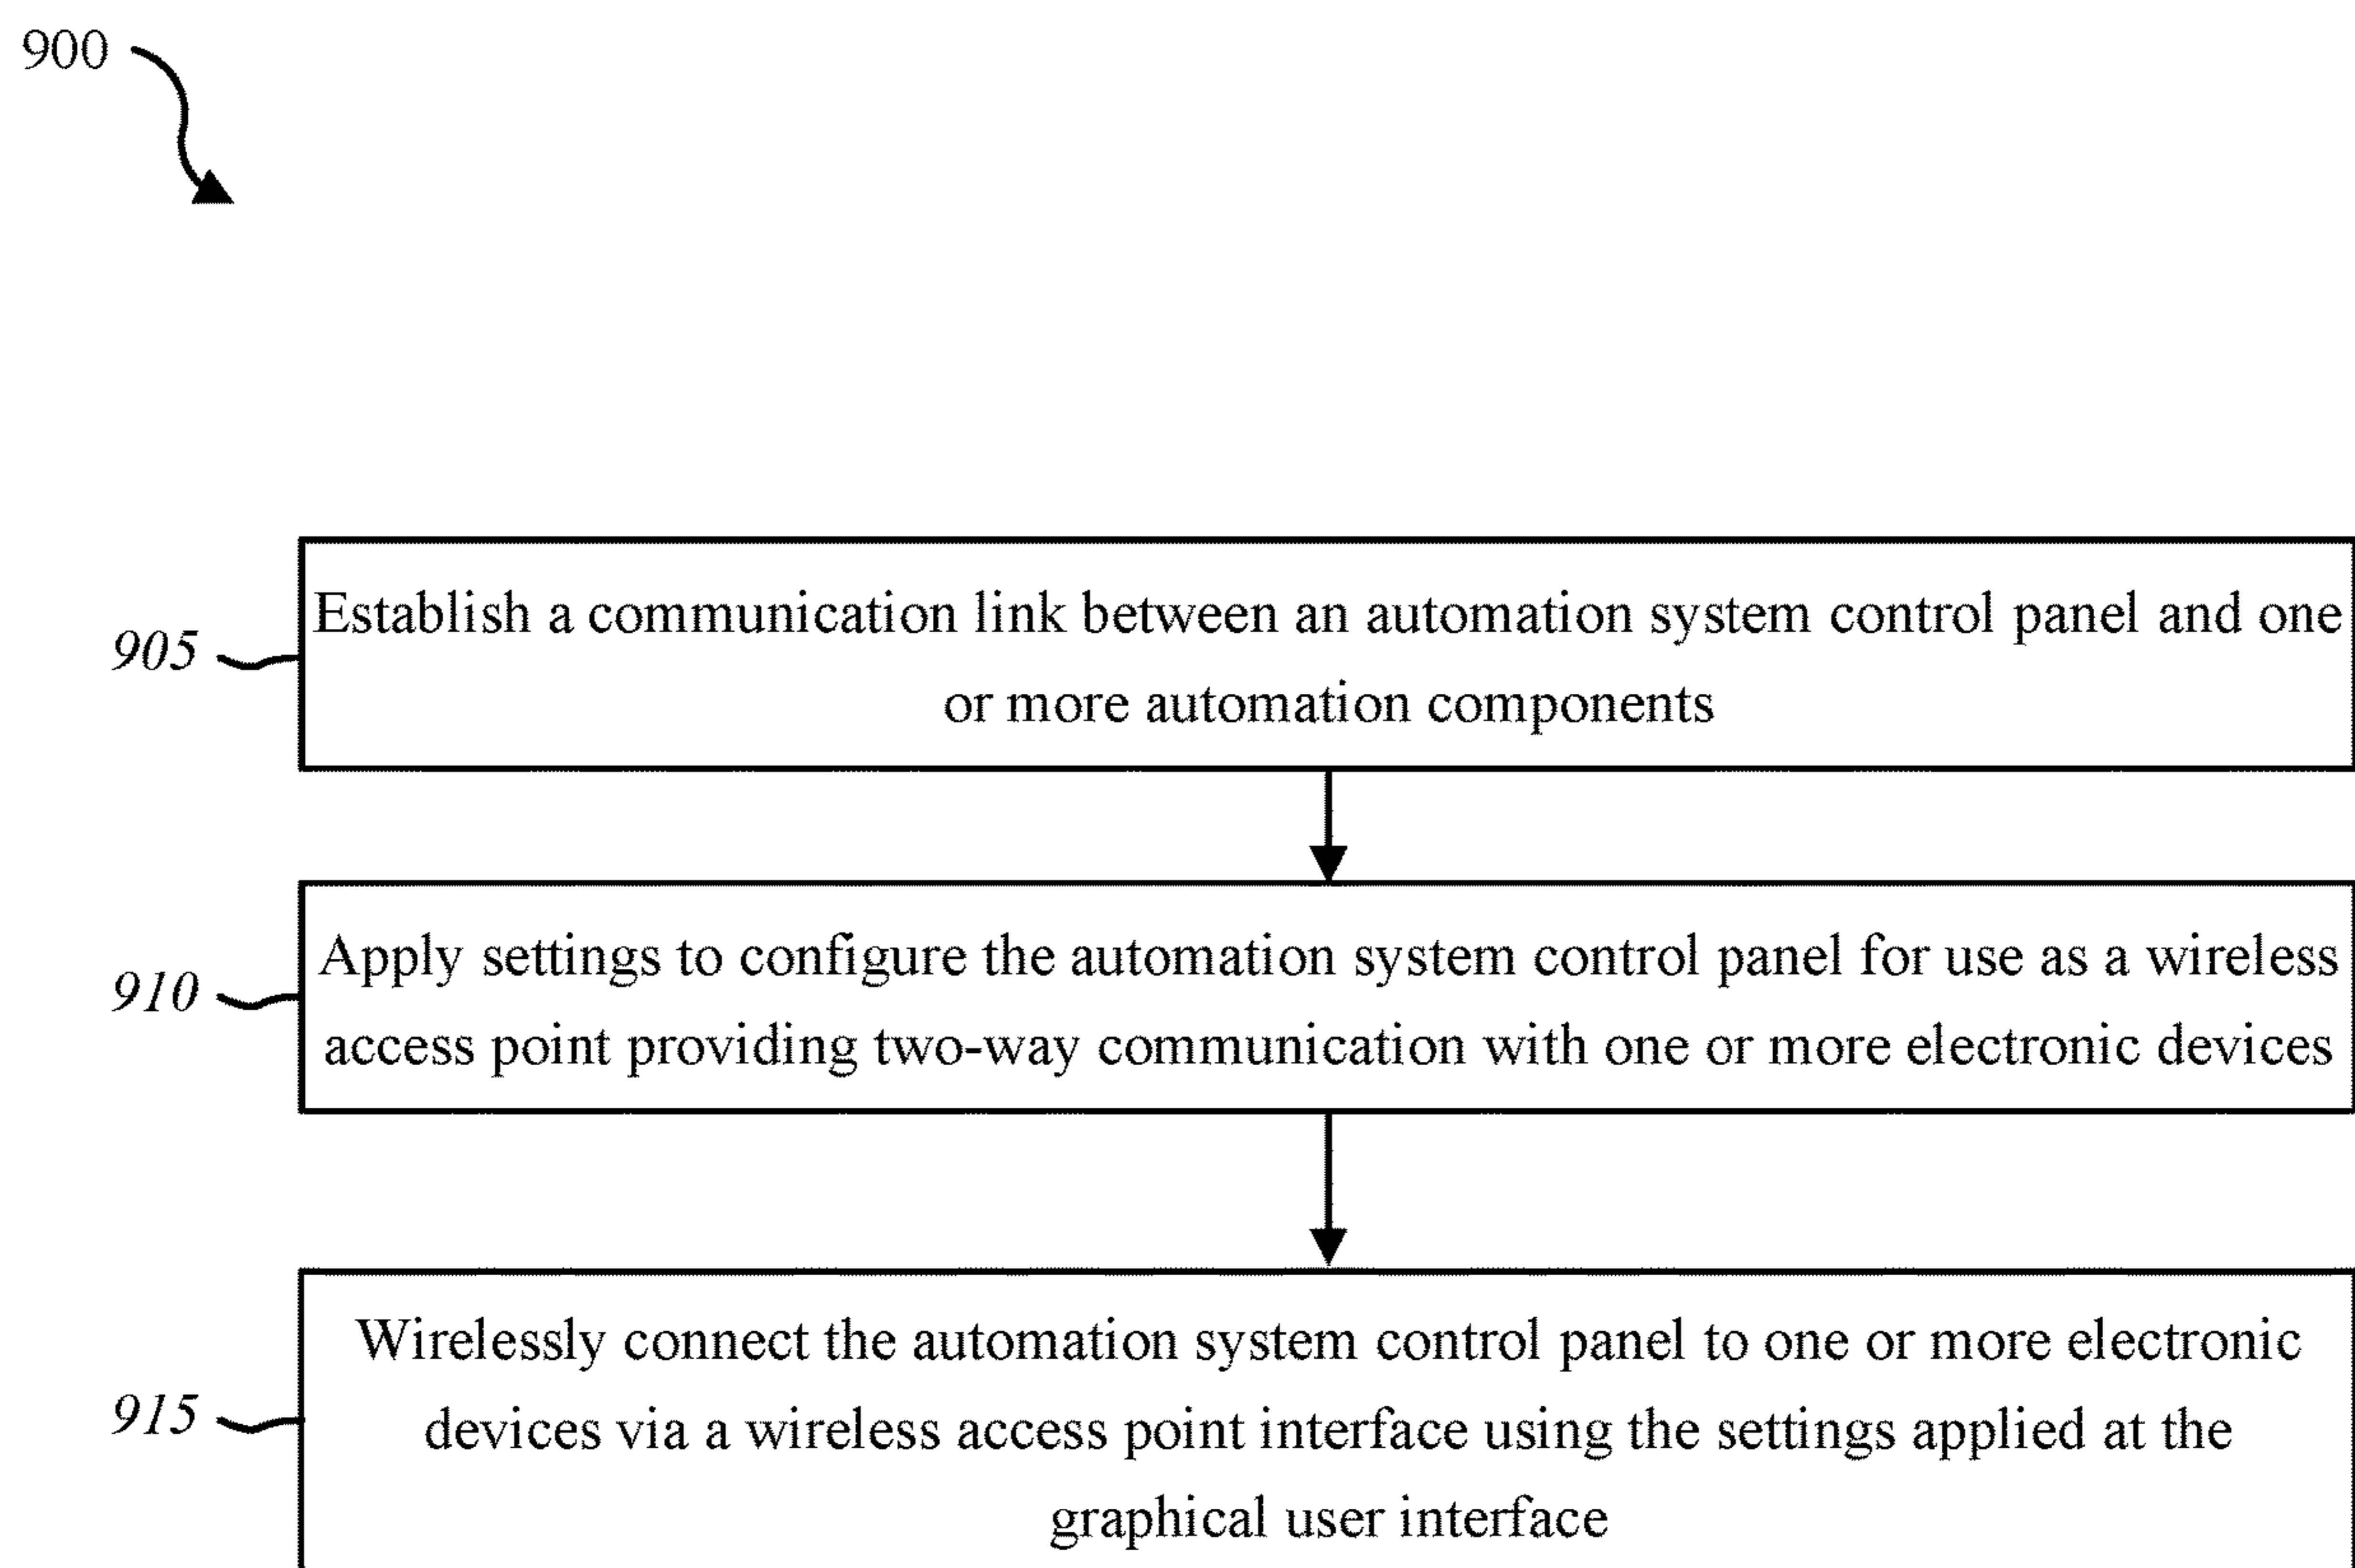 900
Establish a communication link between an automation system control panel and one
905
or more automation components
Apply settings to configure the automation system control panel for use as a wireless
910
access point providing two-way communication with one or more electronic devices
Wirelessly connect the automation system control panel to one or more electronic
915
devices via a wireless access point interface using the settings applied at the
graphical user interface